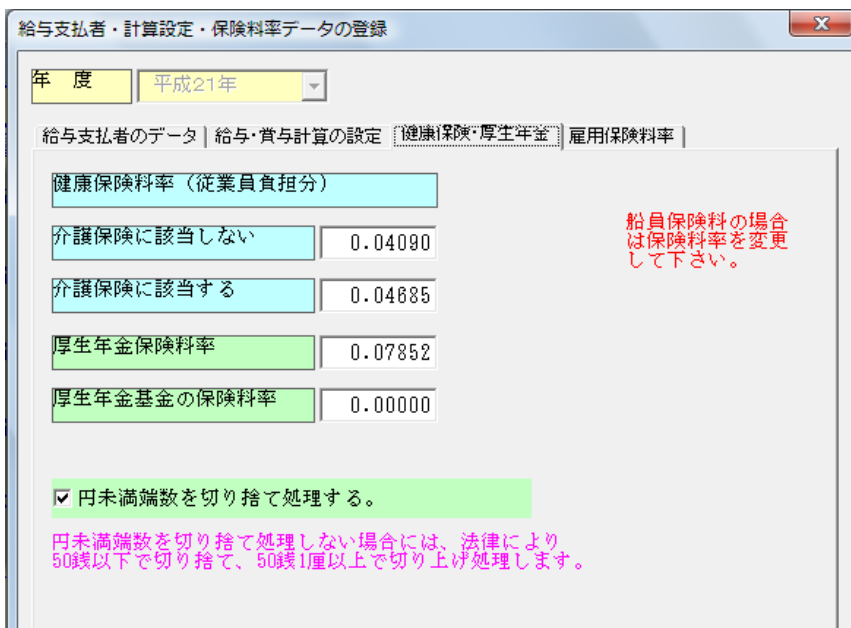 給与支払者・計算設定・保険料率データの登録
年　度
平成21年
給与支払者のデータ
給与・賞与計算の設定
健康保険・厚生年金
雇用保険料率
健康保険料率（従業員負担分）
介護保険に該当しない
0.04090
介護保険に該当する
0.04685
厚生年金保険料率
0.07852
厚生年金基金の保険料率
0.00000
船員保険料の場合
は保険料率を変更
して下さい。
円未満端数を切り捨て処理する。
円未満端数を切り捨て処理しない場合には、法律により
50銭以下で切り捨て、50銭1厘以上で切り上げ処理します。